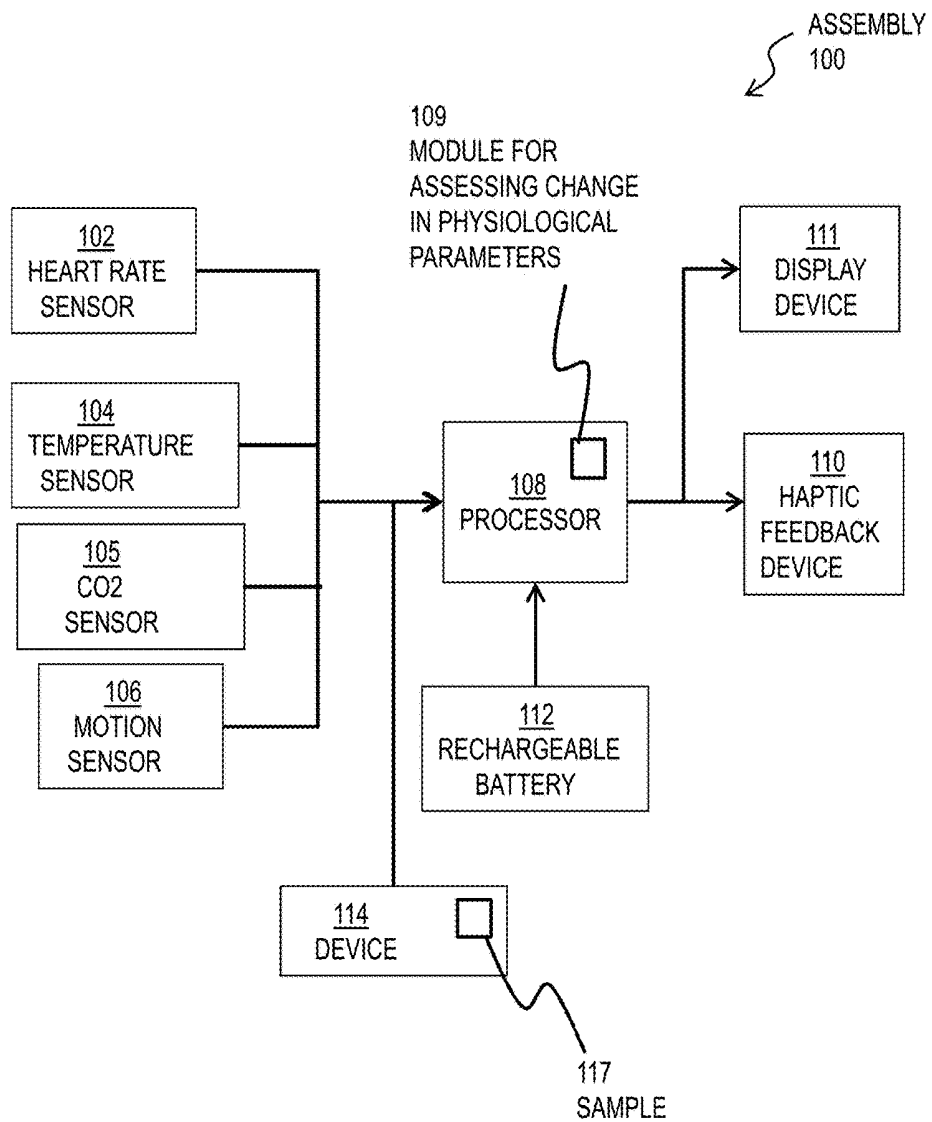 ASSEMBLY
100
109
MODULE FOR
ASSESSING CHANGE
IN PHYSIOLOGICAL
PARAMETERS
102
HEART RATE
SENSOR
111
DISPLAY
DEVICE
104
TEMPERATURE
SENSOR
108
PROCESSOR
110
HAPTIC
FEEDBACK
DEVICE
105
CO2
SENSOR
106
MOTION
SENSOR
112
RECHARGEABLE
BATTERY
114
DEVICE
117
SAMPLE